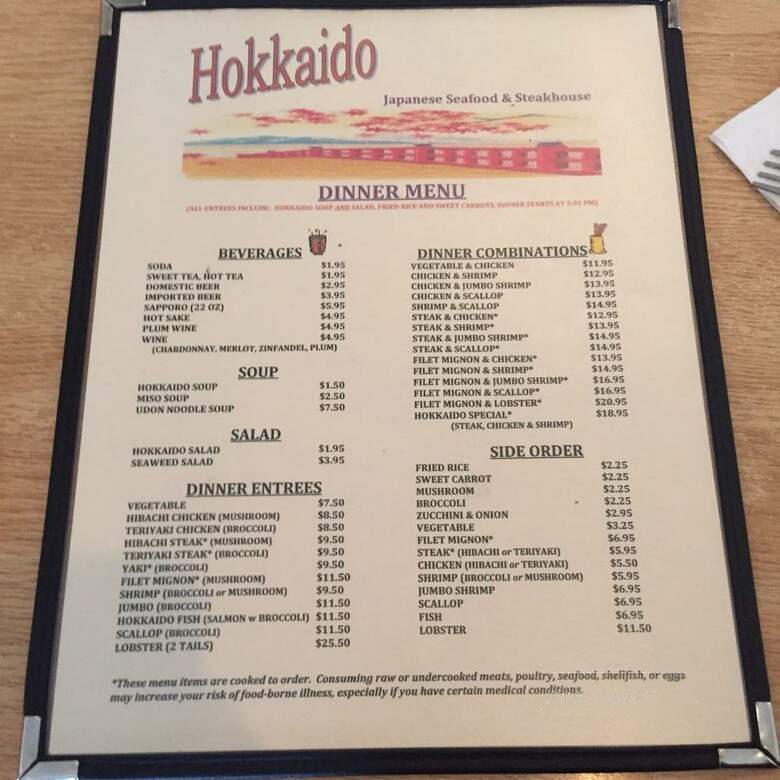 Hokkaido
Japanese Seafood & Steakhouse
DINNER MENU
(ALL ENTREES INCLUDE: HOKKAIDO SOUP AND SALAD, FRIED RICE AND SWEET CARROTS. DINNER STARTS AT 3:01 PM)
BEVERAGES
SODA $1.95
SWEET TEA, HOT TEA $1.95
DOMESTIC BEER $2.95
IMPORTED BEER $3.95
SAPPORO (22 OZ) $5.95
HOT SAKE $4.95
PLUM WINE $4.95
WINE $4.95
(CHARDONNAY, MERLOT, ZINFANDEL, PLUM)
SOUP
HOKKAIDO SOUP $1.50
MISO SOUP $2.50
UDON NOODLE SOUP $7.50
SALAD
HOKKAIDO SALAD $1.95
SEAWEED SALAD $3.95
DINNER ENTREES
VEGETABLE $7.50
HIBACHI CHICKEN (MUSHROOM) $8.50
TERIYAKI CHICKEN (BROCCOLI) $8.50
HIBACHI STEAK* (MUSHROOM) $9.50
TERIYAKI STEAK* (BROCCOLI) $9.50
YAKI* (BROCCOLI) $9.50
FILET MIGNON* (MUSHROOM) $11.50
SHRIMP (BROCCOLI or MUSHROOM) $9.50
JUMBO (BROCCOLI) $11.50
HOKKAIDO FISH (SALMON w BROCCOLI) $11.50
SCALLOP (BROCCOLI) $11.50
LOBSTER (2 TAILS) $25.50
DINNER COMBINATIONS
VEGETABLE & CHICKEN $11.95
CHICKEN & SHRIMP $12.95
CHICKEN & JUMBO SHRIMP $13.95
CHICKEN & SCALLOP $13.95
SHRIMP & SCALLOP $14.95
STEAK & CHICKEN* $12.95
STEAK & SHRIMP* $13.95
STEAK & JUMBO SHRIMP* $14.95
STEAK & SCALLOP* $14.95
FILET MIGNON & CHICKEN* $13.95
FILET MIGNON & SHRIMP* $14.95
FILET MIGNON & JUMBO SHRIMP* $16.95
FILET MIGNON & SCALLOP* $16.95
FILET MIGNON & LOBSTER* $20.95
HOKKAIDO SPECIAL* $18.95
(STEAK, CHICKEN & SHRIMP)
SIDE ORDER
FRIED RICE $2.25
SWEET CARROT $2.25
MUSHROOM $2.25
BROCCOLI $2.25
ZUCCHINI & ONION $2.95
VEGETABLE $3.25
FILET MIGNON* $6.95
STEAK* (HIBACHI or TERIYAKI) $5.95
CHICKEN (HIBACHI or TERIYAKI) $5.50
SHRIMP (BROCCOLI or MUSHROOM) $5.95
JUMBO SHRIMP $6.95
SCALLOP $6.95
FISH $6.95
LOBSTER $11.50
*These menu items are cooked to order. Consuming raw or undercooked meats, poultry, seafood, shellfish, or eggs
may increase your risk of food-borne illness, especially if you have certain medical conditions.